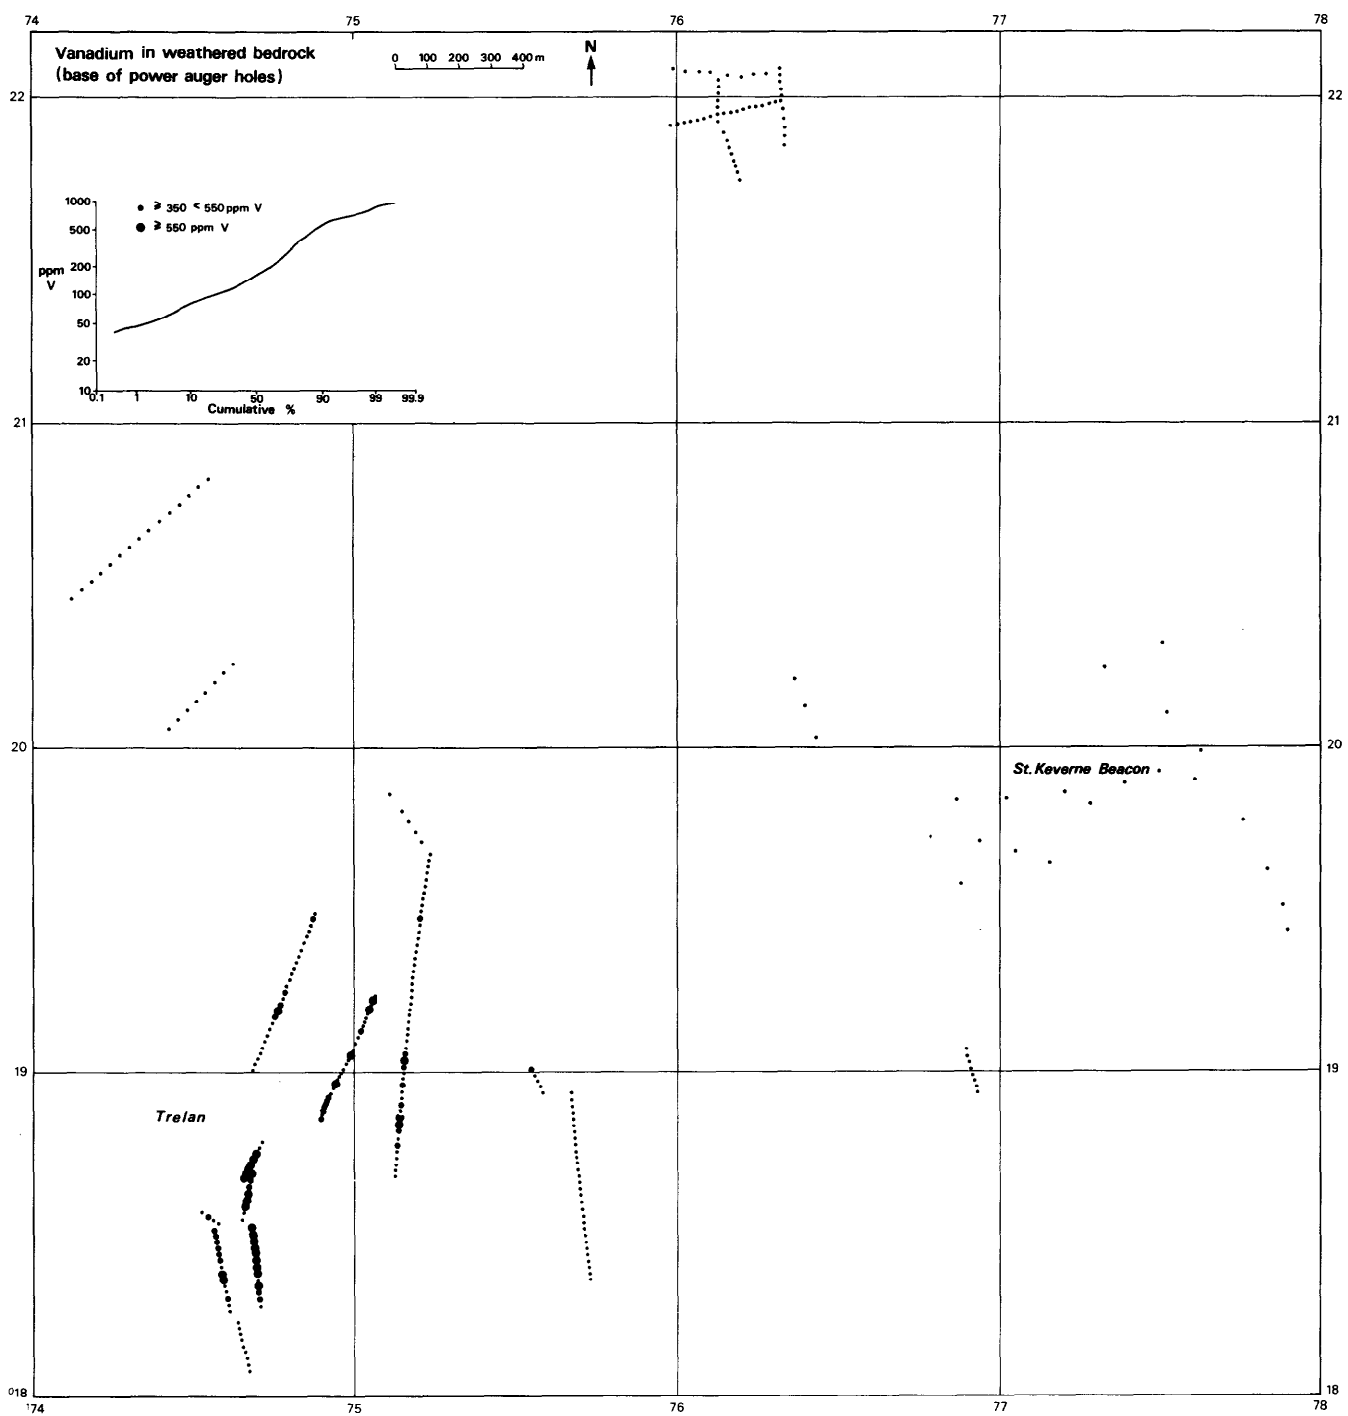 74 75 76 77 78
Vanadium in weathered bedrock
(base of power auger holes)
0 100 200 300 400 m
N
22 22
1000
500
ppm 200
V
100
50
20
10
≥ 350 < 550 ppm V
≥ 550 ppm V
0.1 1 10 50 90 99 99.9
Cumulative %
21 21
20 20
St. Keverne Beacon
19 19
Trelan
018 18
174 75 76 77 78